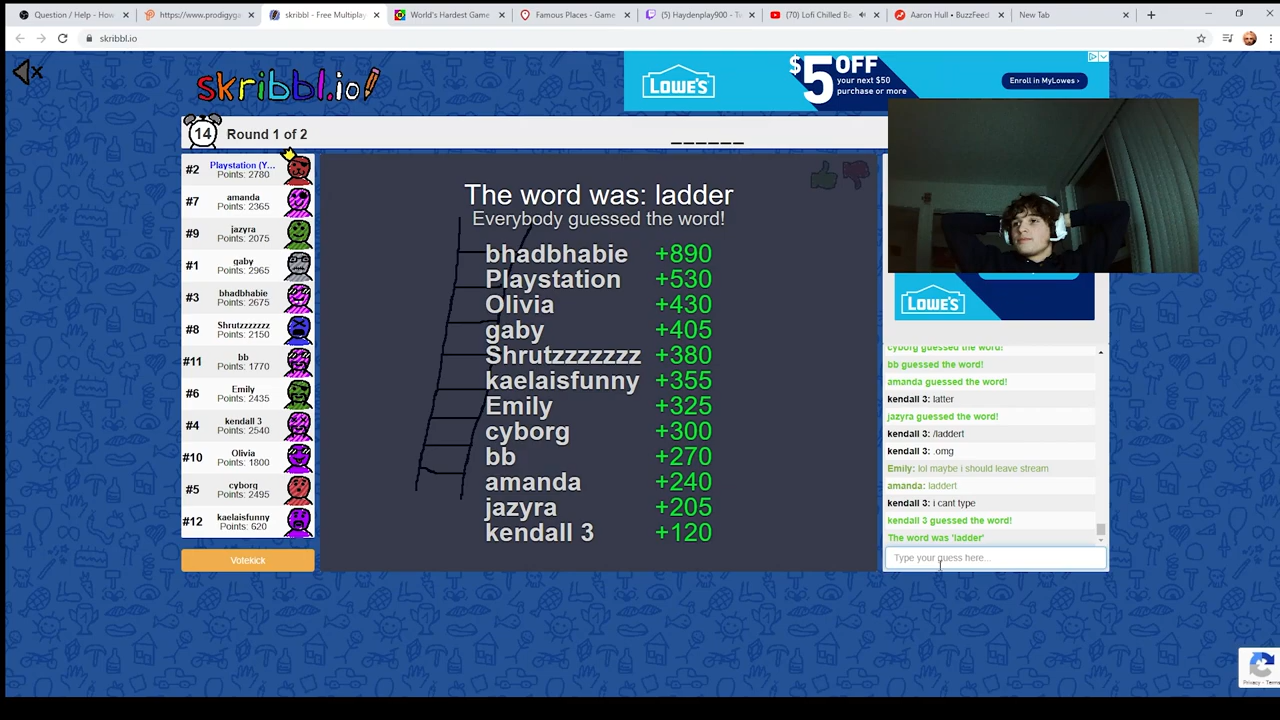 Question / Help - How
https://www.prodigyga
skribbl - Free Multiplay
World's Hardest Game
Famous Places - Game
(5) Haydenplay900 - Tw
(70) Lofi Chilled Be
Aaron Hull • BuzzFeed
New Tab
skribbl.io
skribbl.io
LOWE'S
$5 OFF
your next $50
purchase or more
Enroll in MyLowes ›
14
Round 1 of 2
______
#2 Playstation (Y...
Points: 2780
#7 amanda
Points: 2365
#9 jazyra
Points: 2075
#1 gaby
Points: 2965
#3 bhadbhabie
Points: 2675
#8 Shrutzzzzzzz
Points: 2150
#11 bb
Points: 1770
#6 Emily
Points: 2435
#4 kendall 3
Points: 2540
#10 Olivia
Points: 1800
#5 cyborg
Points: 2495
#12 kaelaisfunny
Points: 620
Votekick
The word was: ladder
Everybody guessed the word!
bhadbhabie +890
Playstation +530
Olivia +430
gaby +405
Shrutzzzzzzz +380
kaelaisfunny +355
Emily +325
cyborg +300
bb +270
amanda +240
jazyra +205
kendall 3 +120
LOWE'S
cyborg guessed the word!
bb guessed the word!
amanda guessed the word!
kendall 3: latter
jazyra guessed the word!
kendall 3: /laddert
kendall 3: .omg
Emily: lol maybe i should leave stream
amanda: laddert
kendall 3: i cant type
kendall 3 guessed the word!
The word was 'ladder'
Type your guess here...
Privacy - Terms